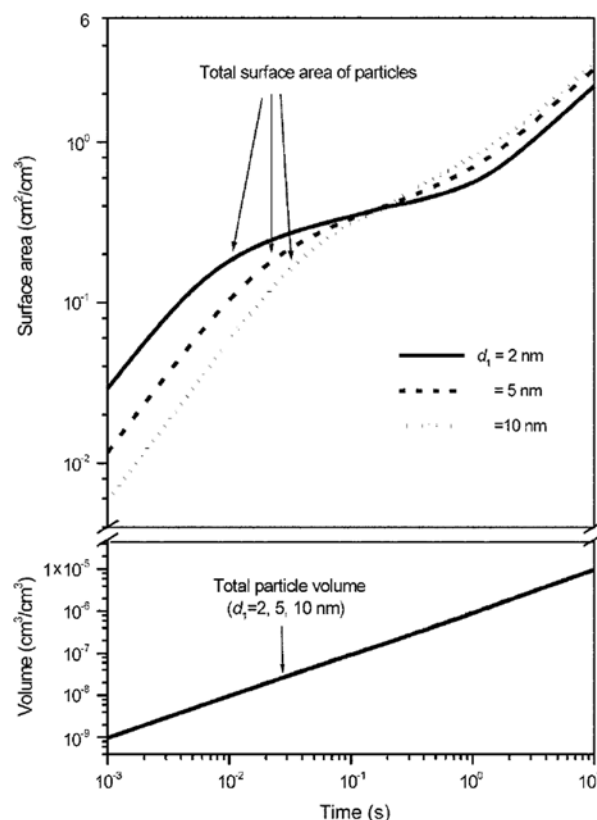 6
Total surface area of particles
10⁰
Surface area (cm²/cm³)
10⁻¹
d₁ = 2 nm
= 5 nm
=10 nm
10⁻²
1×10⁻⁵
Total particle volume
(d₁=2, 5, 10 nm)
10⁻⁶
Volume (cm³/cm³)
10⁻⁷
10⁻⁸
10⁻⁹
10⁻³ 10⁻² 10⁻¹ 10⁰ 10
Time (s)